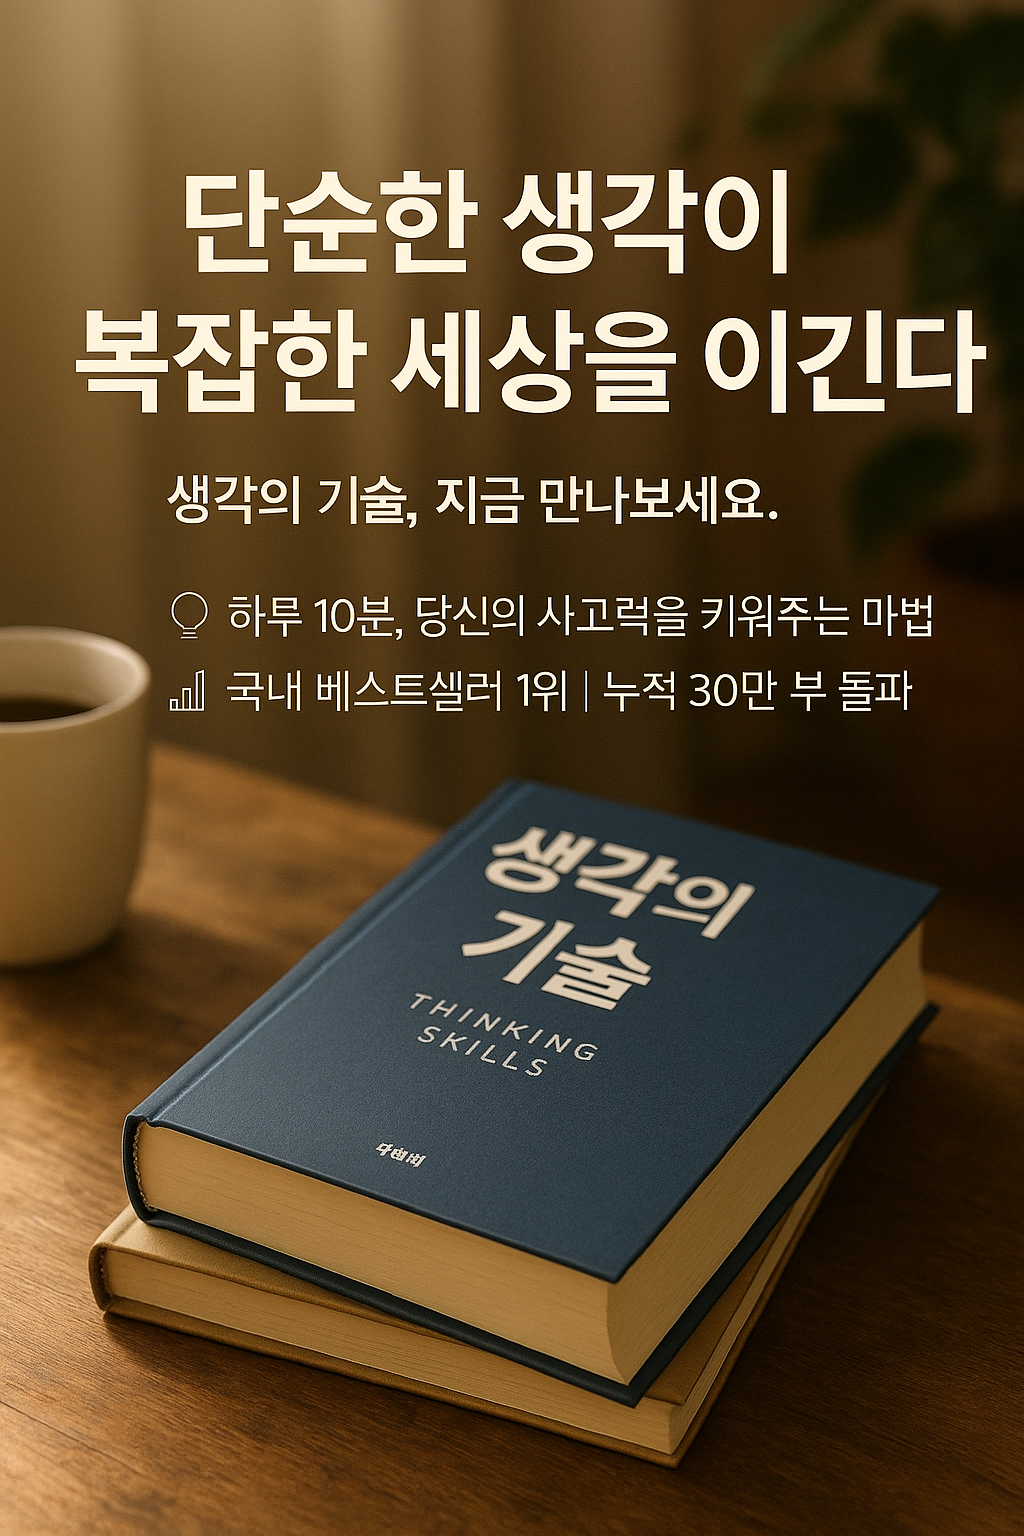 단순한 생각이
복잡한 세상을 이긴다
생각의 기술, 지금 만나보세요.
하루 10분, 당신의 사고력을 키워주는 마법
국내 베스트셀러 1위 | 누적 30만 부 돌파
생각의
기술
THINKING
SKILLS